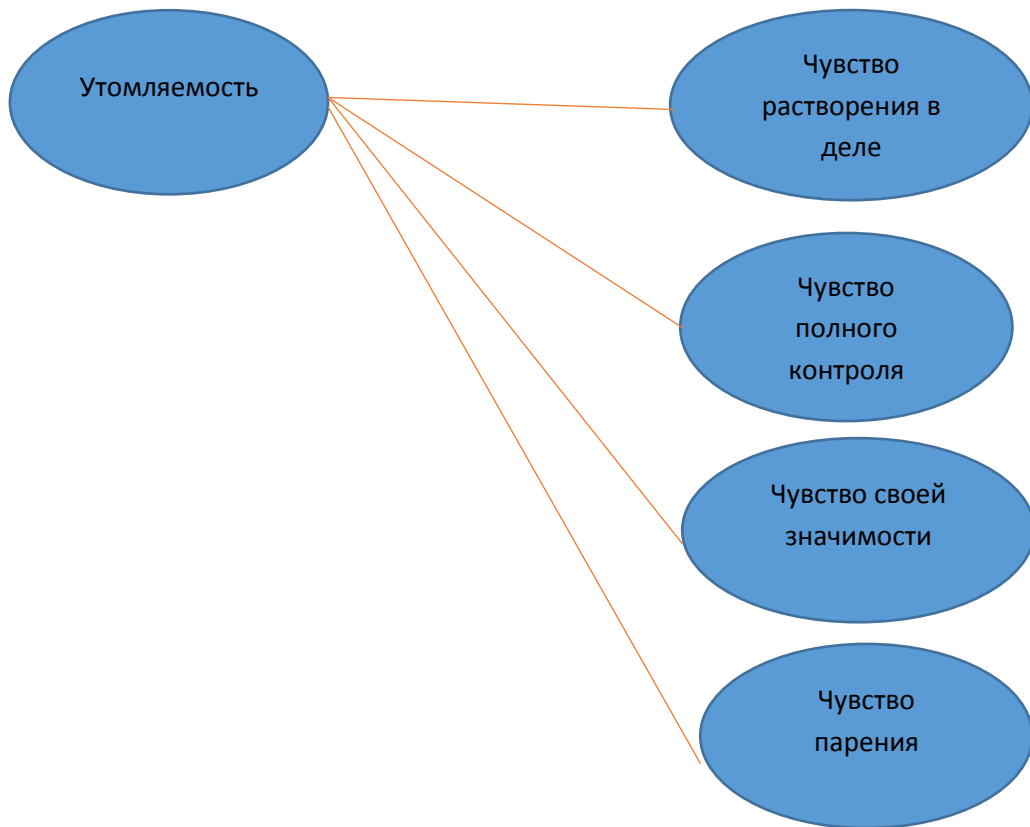 Утомляемость
Чувство
растворения в
деле
Чувство
полного
контроля
Чувство своей
значимости
Чувство
парения